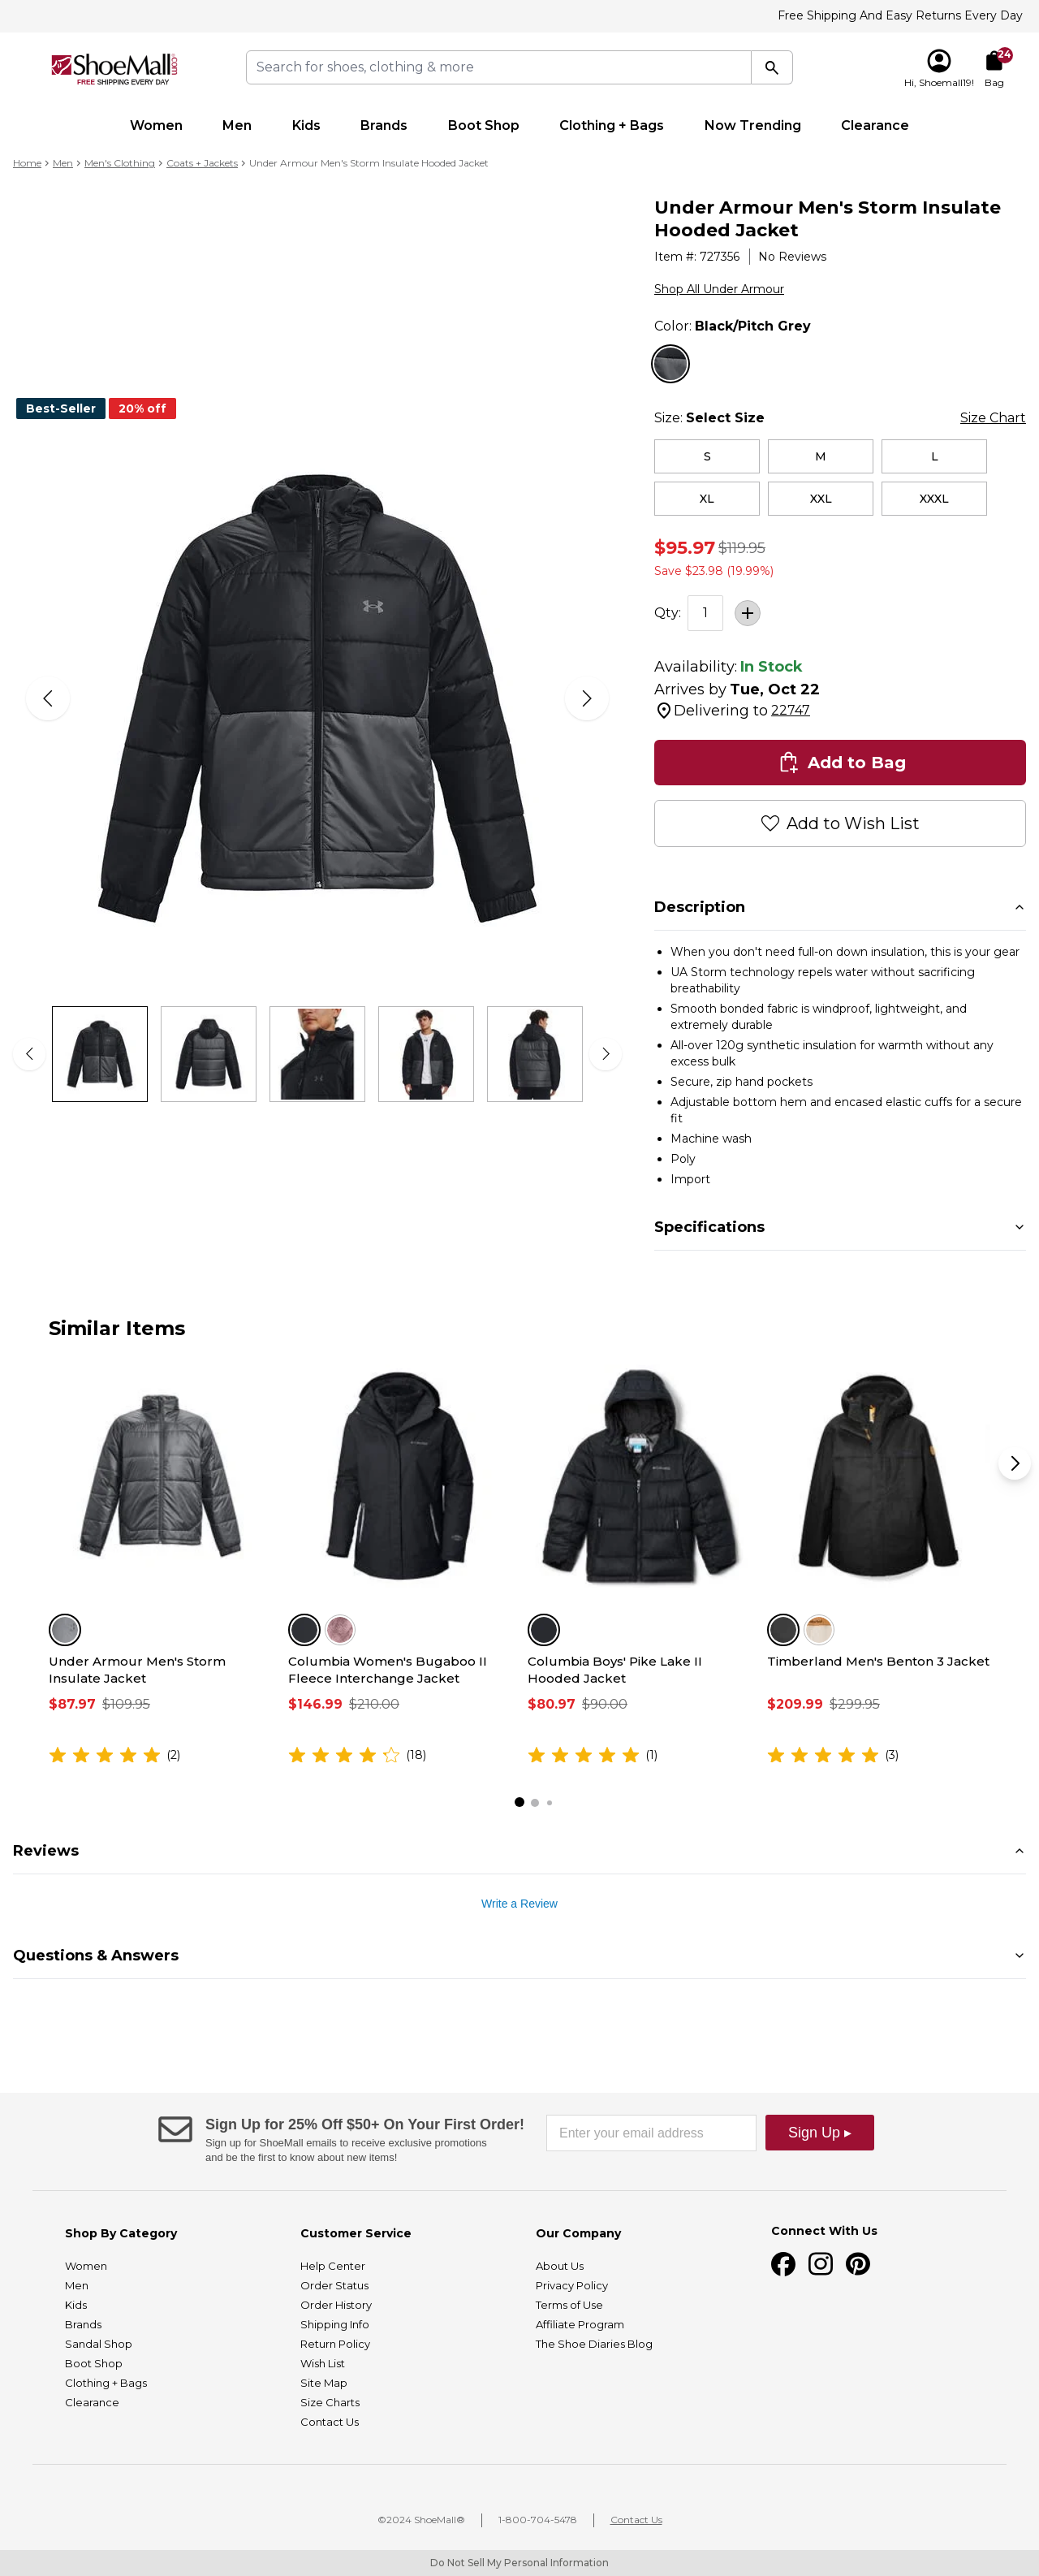 Free Shipping And Easy Returns Every Day
ShoeMall.com
FREE SHIPPING EVERY DAY
Search for shoes, clothing & more
24
Hi, Shoemall19!
Bag
Women
Men
Kids
Brands
Boot Shop
Clothing + Bags
Now Trending
Clearance
Home > Men > Men's Clothing > Coats + Jackets > Under Armour Men's Storm Insulate Hooded Jacket
Best-Seller
20% off
Under Armour Men's Storm Insulate
Hooded Jacket
Item #: 727356
No Reviews
Shop All Under Armour
Color: Black/Pitch Grey
Size: Select Size
Size Chart
S
M
L
XL
XXL
XXXL
$95.97 $119.95
Save $23.98 (19.99%)
Qty: 1
Availability: In Stock
Arrives by Tue, Oct 22
Delivering to 22747
Add to Bag
Add to Wish List
Description
• When you don't need full-on down insulation, this is your gear
• UA Storm technology repels water without sacrificing
breathability
• Smooth bonded fabric is windproof, lightweight, and
extremely durable
• All-over 120g synthetic insulation for warmth without any
excess bulk
• Secure, zip hand pockets
• Adjustable bottom hem and encased elastic cuffs for a secure
fit
• Machine wash
• Poly
• Import
Specifications
Similar Items
Under Armour Men's Storm
Insulate Jacket
$87.97 $109.95
(2)
Columbia Women's Bugaboo II
Fleece Interchange Jacket
$146.99 $210.00
(18)
Columbia Boys' Pike Lake II
Hooded Jacket
$80.97 $90.00
(1)
Timberland Men's Benton 3 Jacket
$209.99 $299.95
(3)
Reviews
Write a Review
Questions & Answers
Sign Up for 25% Off $50+ On Your First Order!
Sign up for ShoeMall emails to receive exclusive promotions
and be the first to know about new items!
Enter your email address
Sign Up ▸
Shop By Category
Women
Men
Kids
Brands
Sandal Shop
Boot Shop
Clothing + Bags
Clearance
Customer Service
Help Center
Order Status
Order History
Shipping Info
Return Policy
Wish List
Site Map
Size Charts
Contact Us
Our Company
About Us
Privacy Policy
Terms of Use
Affiliate Program
The Shoe Diaries Blog
Connect With Us
©2024 ShoeMall®
1-800-704-5478
Contact Us
Do Not Sell My Personal Information